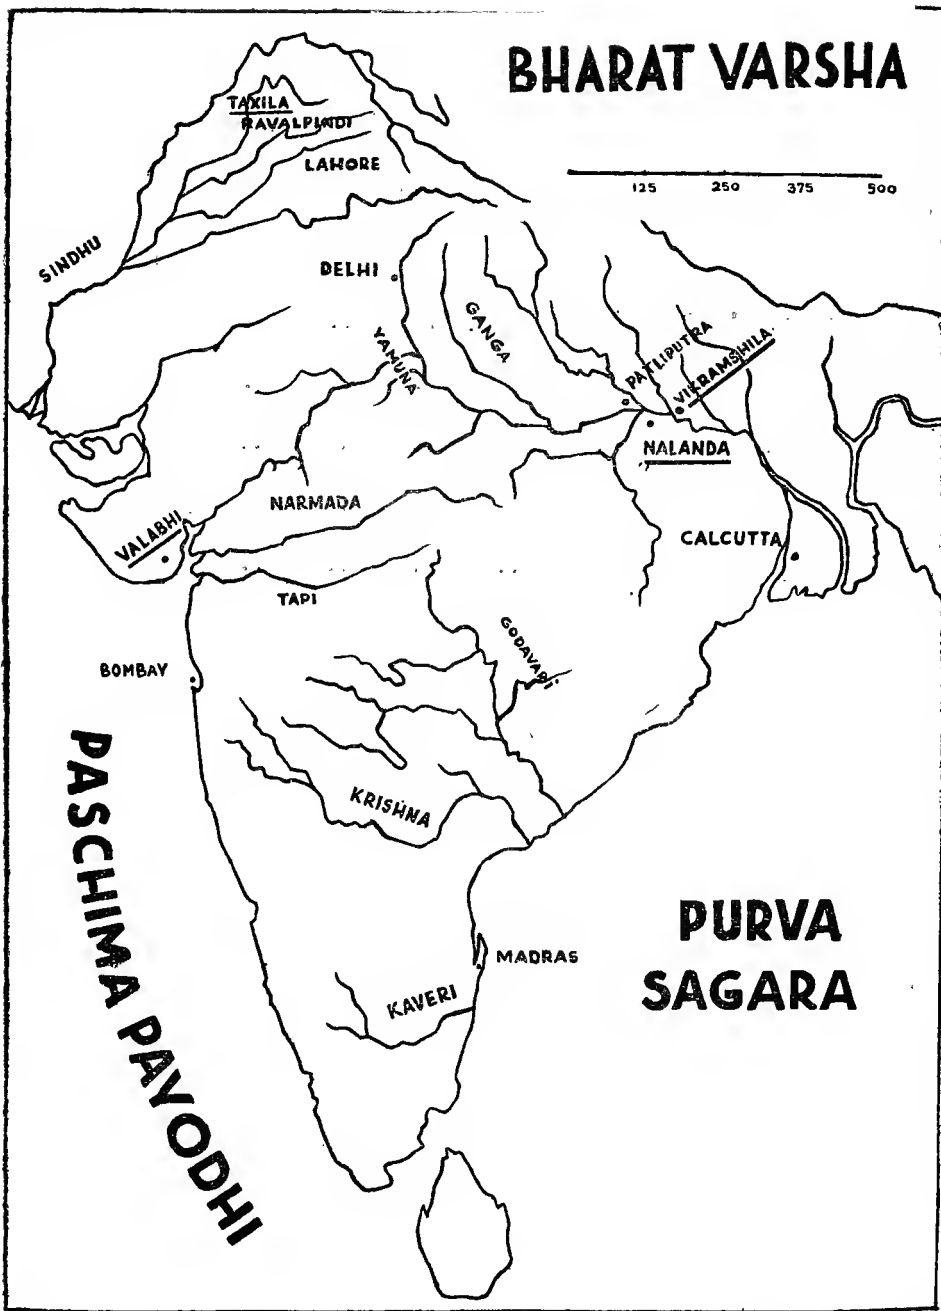 BHARAT VARSHA
125 250 375 500
TAXILA
RAVALPINDI
LAHORE
SINDHU
DELHI
GANGA
YAMUNA
PATLIPUTRA
VIKRAMSHILA
NALANDA
NARMADA
VALABHI
CALCUTTA
TAPI
GODAVARI
BOMBAY
KRISHNA
PASCHIMA PAYODHI
PURVA
SAGARA
MADRAS
KAVERI